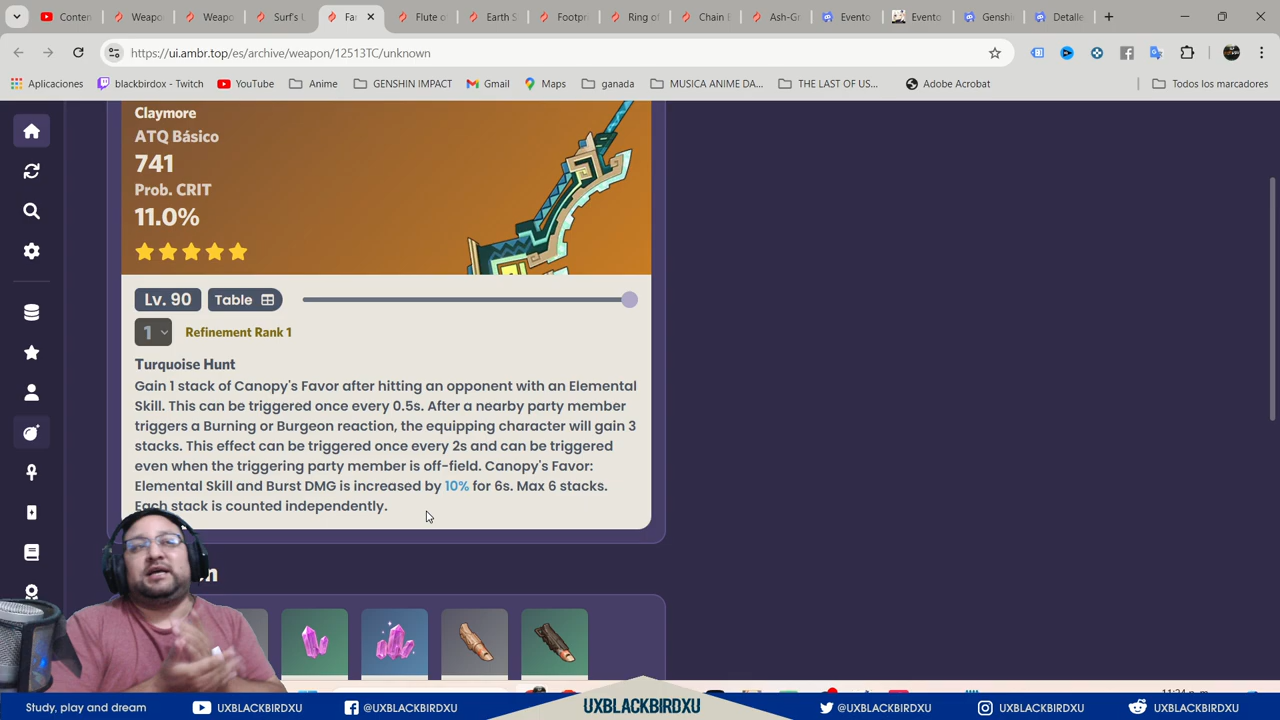 Conten
Weapo
Weapo
Surf's U
Fa
Flute o
Earth S
Footpr
Ring of
Chain B
Ash-Gr
Evento
Evento
Genshi
Detalle
https://ui.ambr.top/es/archive/weapon/12513TC/unknown
Aplicaciones
blackbirdox - Twitch
YouTube
Anime
GENSHIN IMPACT
Gmail
Maps
ganada
MUSICA ANIME DA...
THE LAST OF US...
Adobe Acrobat
Todos los marcadores
Claymore
ATQ Básico
741
Prob. CRIT
11.0%
Lv. 90
Table
1
Refinement Rank 1
Turquoise Hunt
Gain 1 stack of Canopy's Favor after hitting an opponent with an Elemental
Skill. This can be triggered once every 0.5s. After a nearby party member
triggers a Burning or Burgeon reaction, the equipping character will gain 3
stacks. This effect can be triggered once every 2s and can be triggered
even when the triggering party member is off-field. Canopy's Favor:
Elemental Skill and Burst DMG is increased by 10% for 6s. Max 6 stacks.
Each stack is counted independently.
Study, play and dream
UXBLACKBIRDXU
@UXBLACKBIRDXU
UXBLACKBIRDXU
@UXBLACKBIRDXU
UXBLACKBIRDXU
UXBLACKBIRDXU